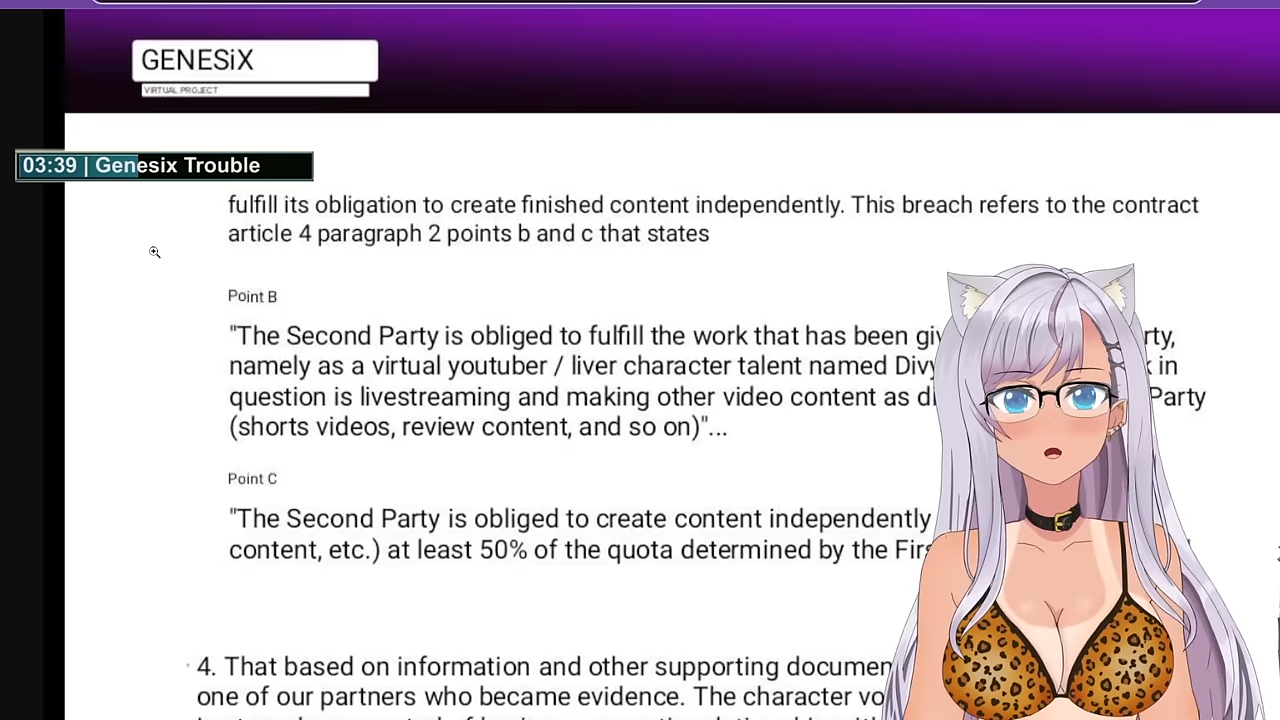 GENESiX
VIRTUAL PROJECT
03:39 | Genesix Trouble
fulfill its obligation to create finished content independently. This breach refers to the contract
article 4 paragraph 2 points b and c that states
Point B
"The Second Party is obliged to fulfill the work that has been
namely as a virtual youtuber / liver character talent named in
question is livestreaming and making other video content as Party
(shorts videos, review content, and so on)"...
Point C
"The Second Party is obliged to create content independently
content, etc.) at least 50% of the quota determined by the
4. That based on information and other supporting
one of our partners who became evidence. The character